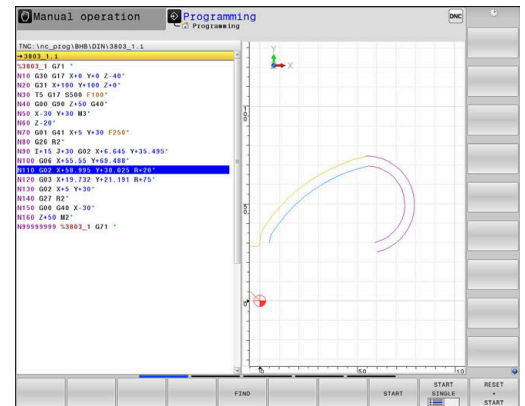 Manual operation
Programming
Programming
DNC
TNC:\nc_prog\BHB\DIN\3803_1.i
→3803_1.i
%3803_1 G71 *
N10 G30 G17 X+0 Y+0 Z-40*
N20 G31 X+100 Y+100 Z+0*
N30 T5 G17 S500 F100*
N40 G00 G90 Z+50 G40*
N50 X-30 Y+30 M3*
N60 Z-20*
N70 G01 G41 X+5 Y+30 F250*
N80 G26 R2*
N90 I+15 J+30 G02 X+6.645 Y+35.495*
N100 G06 X+55.55 Y+69.488*
N110 G02 X+58.995 Y+30.025 R+20*
N120 G03 X+19.732 Y+21.191 R+75*
N130 G02 X+5 Y+30*
N140 G27 R2*
N150 G00 G40 X-30*
N160 Z+50 M2*
N99999999 %3803_1 G71 *
Y
X
100
50
0
0
50
10
FIND
START
START
SINGLE
RESET
+
START